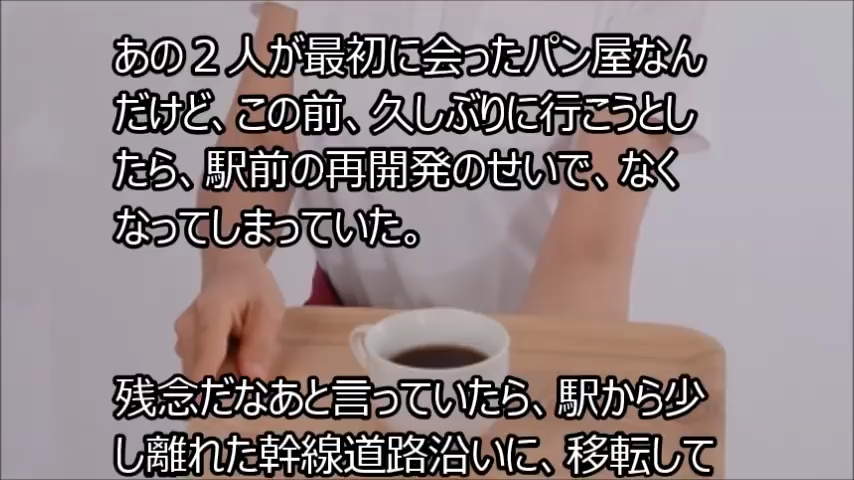 あの２人が最初に会ったパン屋なん
だけど、この前、久しぶりに行こうとし
たら、駅前の再開発のせいで、なく
なってしまっていた。
残念だなあと言っていたら、駅から少
し離れた幹線道路沿いに、移転して